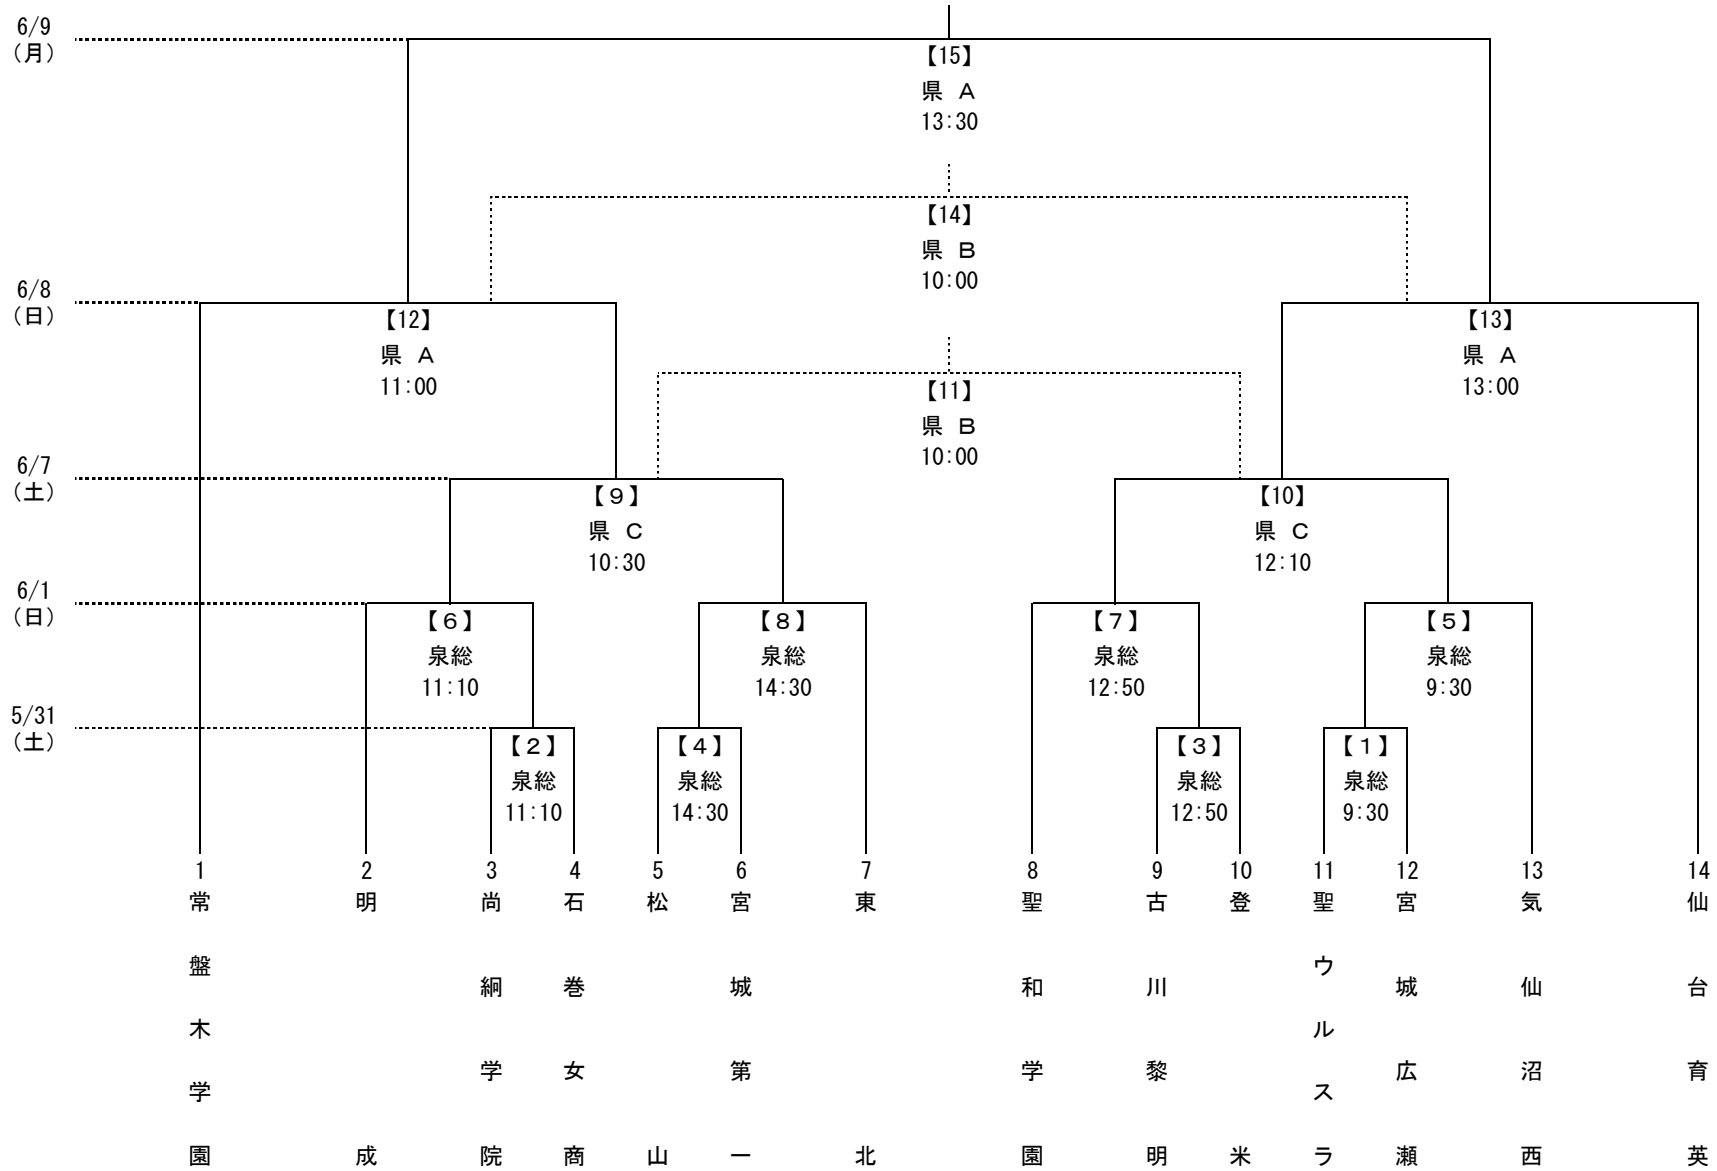 6/9
（月）
【15】
県 A
13:30
【14】
県 B
10:00
6/8
（日）
【12】
県 A
11:00
【13】
県 A
13:00
【11】
県 B
10:00
6/7
（土）
【９】
県 C
10:30
【10】
県 C
12:10
6/1
（日）
【６】
泉総
11:10
【８】
泉総
14:30
【７】
泉総
12:50
【５】
泉総
9:30
5/31
（土）
【２】
泉総
11:10
【４】
泉総
14:30
【３】
泉総
12:50
【１】
泉総
9:30
1
常盤木学園
2
明成
3
尚絅学院
4
石巻女商
5
松山
6
宮城第一
7
東北
8
聖和学園
9
古川黎明
10
登米
11
聖ウルスラ
12
宮城広瀬
13
気仙沼西
14
仙台育英